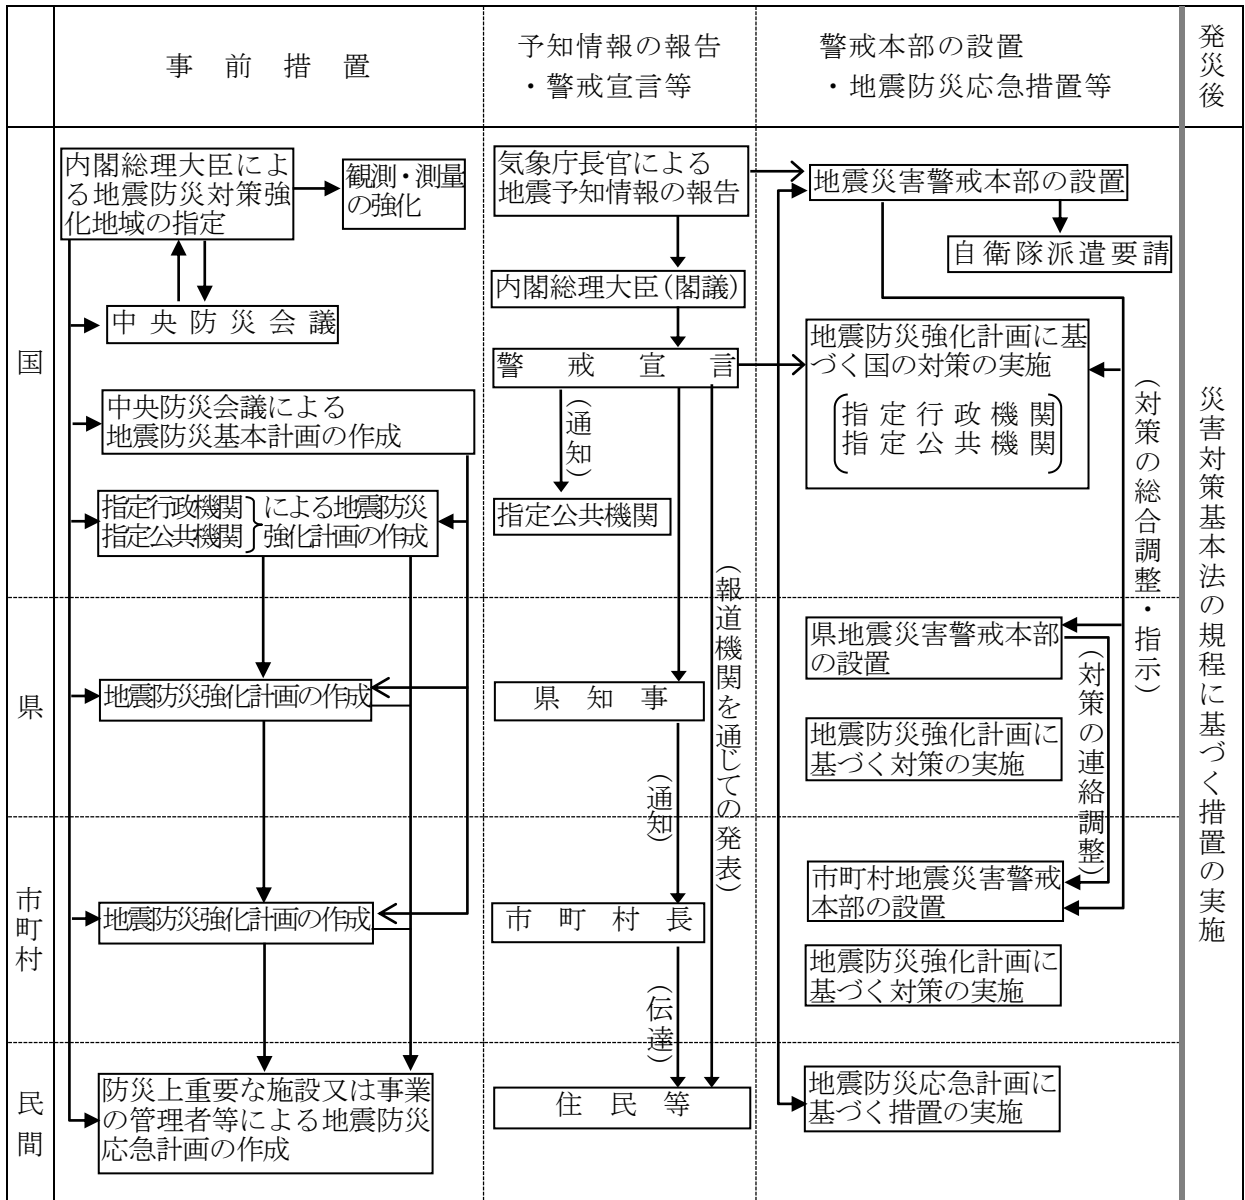 事前措置
予知情報の報告
・警戒宣言等
警戒本部の設置
・地震防災応急措置等
発災後
国
内閣総理大臣によ
る地震防災対策強
化地域の指定
観測・測量
の強化
中央防災会議
中央防災会議による
地震防災基本計画の作成
指定行政機関
指定公共機関
による地震防災
強化計画の作成
気象庁長官による
地震予知情報の報告
内閣総理大臣(閣議)
警戒宣言
(通知)
指定公共機関
(報道機関を通じての発表)
地震災害警戒本部の設置
自衛隊派遣要請
地震防災強化計画に基
づく国の対策の実施
指定行政機関
指定公共機関
(対策の総合調整・指示)
災害対策基本法の規程に基づく措置の実施
県
地震防災強化計画の作成
県知事
(通知)
県地震災害警戒本部
の設置
地震防災強化計画に
基づく対策の実施
(対策の連絡調整)
市町村
地震防災強化計画の作成
市町村長
(伝達)
市町村地震災害警戒
本部の設置
地震防災強化計画に
基づく対策の実施
民間
防災上重要な施設又は事業
の管理者等による地震防災
応急計画の作成
住民等
地震防災応急計画に
基づく措置の実施